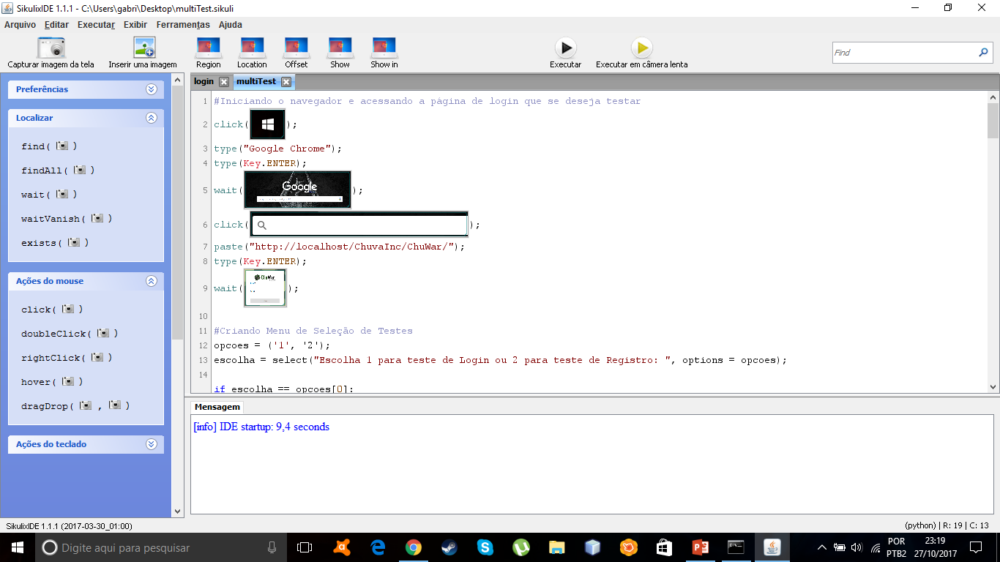 SikulixIDE 1.1.1 - C:\Users\gabri\Desktop\multiTest.sikuli
Arquivo Editar Executar Exibir Ferramentas Ajuda
Capturar imagem da tela Inserir uma imagem Region Location Offset Show Show in Executar Executar em câmera lenta Find
Preferências
Localizar
find( )
findAll( )
wait( )
waitVanish( )
exists( )
Ações do mouse
click( )
doubleClick( )
rightClick( )
hover( )
dragDrop( , )
Ações do teclado
login multiTest
1 #Iniciando o navegador e acessando a página de login que se deseja testar
2 click( );
3 type("Google Chrome");
4 type(Key.ENTER);
5 wait( Google );
6 click( );
7 paste("http://localhost/ChuvaInc/ChuWar/");
8 type(Key.ENTER);
9 wait( ChuWar );
10
11 #Criando Menu de Seleção de Testes
12 opcoes = ('1', '2');
13 escolha = select("Escolha 1 para teste de Login ou 2 para teste de Registro: ", options = opcoes);
14
if escolha == opcoes[0]:
Mensagem
[info] IDE startup: 9,4 seconds
SikulixIDE 1.1.1 (2017-03-30_01:00) (python) | R: 19 | C: 13
Digite aqui para pesquisar
POR 23:19
PTB2 27/10/2017